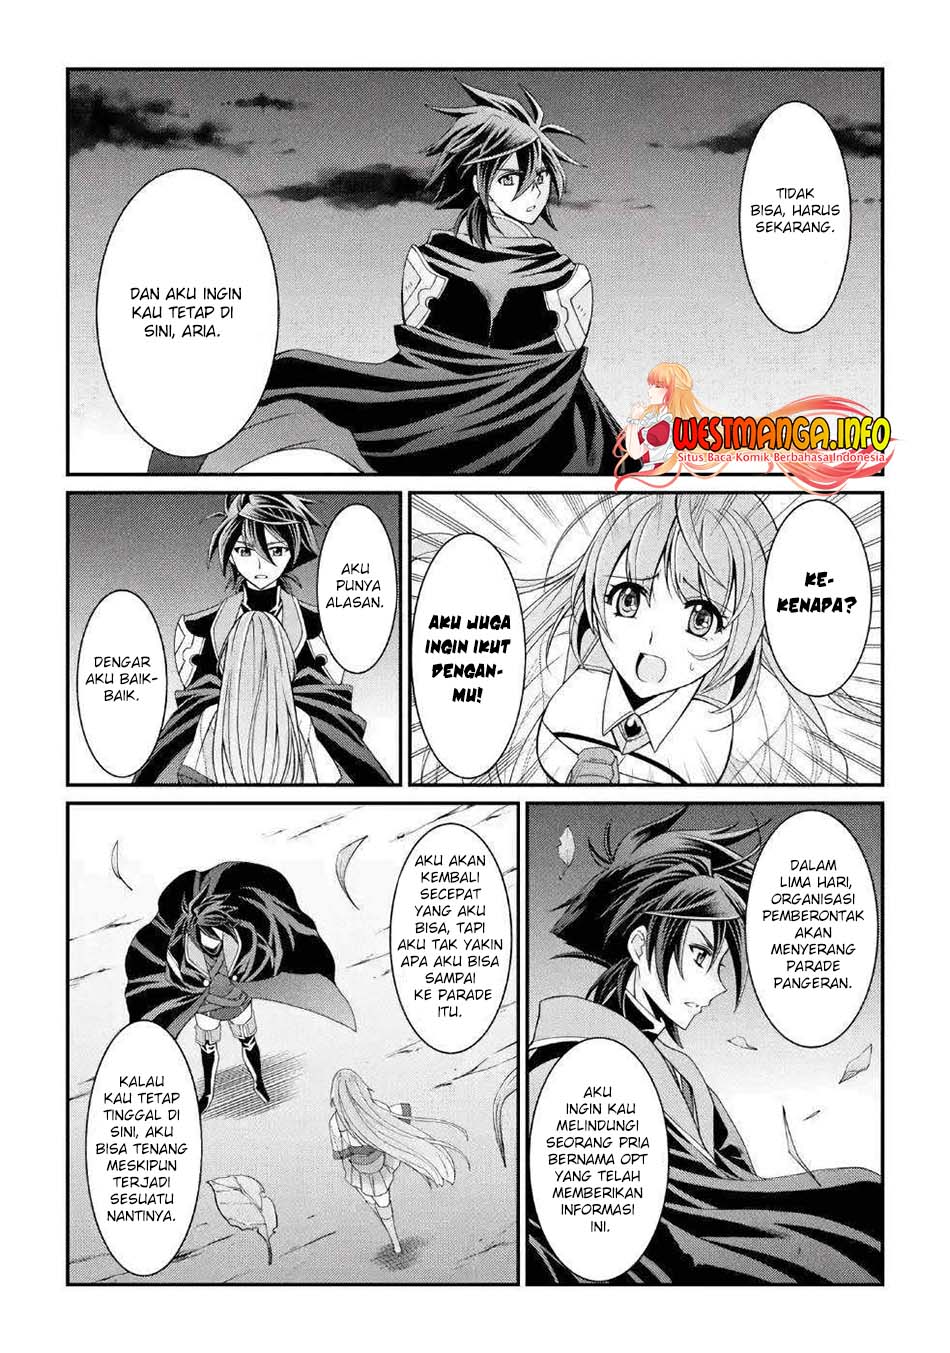 TIDAK
BISA, HARUS
SEKARANG.
DAN AKU INGIN
KAU TETAP DI
SINI, ARIA.
WESTMANGA.INFO
Situs Baca Komik Berbahasa Indonesia
KE-
KENAPA?
AKU JUGA
INGIN IKUT
DENGAN-
MU!
AKU
PUNYA
ALASAN.
DENGAR
AKU BAIK-
BAIK.
DALAM
LIMA HARI,
ORGANISASI
PEMBERONTAK
AKAN
MENYERANG
PARADE
PANGERAN.
AKU
INGIN KAU
MELINDUNGI
SEORANG PRIA
BERNAMA OPT
YANG TELAH
MEMBERIKAN
INFORMASI
INI.
AKU AKAN
KEMBALI
SECEPAT
YANG AKU
BISA, TAPI
AKU TAK YAKIN
APA AKU BISA
SAMPAI
KE PARADE
ITU.
KALAU
KAU TETAP
TINGGAL DI
SINI, AKU
BISA TENANG
MESKIPUN
TERJADI
SESUATU
NANTINYA.